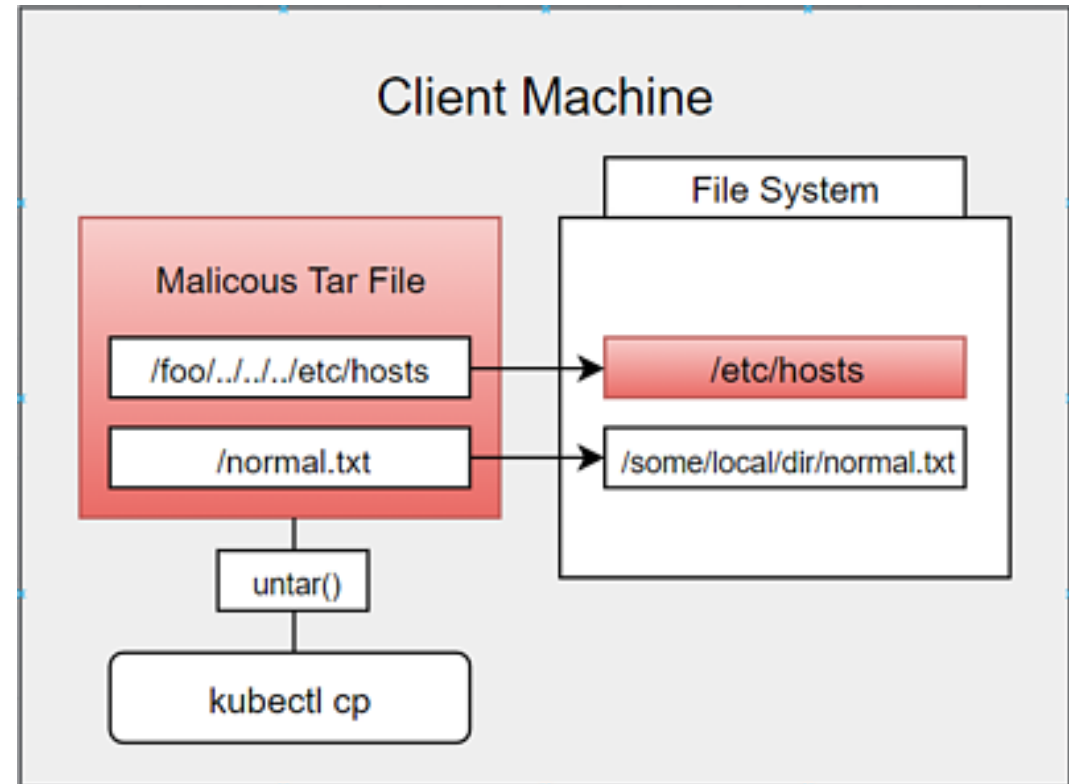 Client Machine
File System
Malicous Tar File
/foo/../../../etc/hosts
/etc/hosts
/normal.txt
/some/local/dir/normal.txt
untar()
kubectl cp